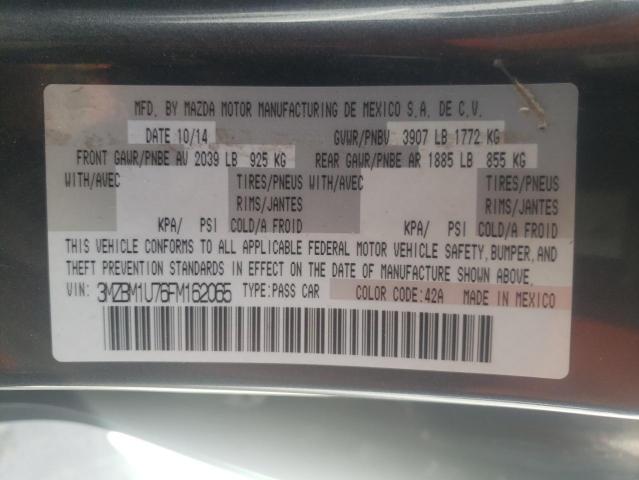 MFD. BY MAZDA MOTOR MANUFACTURING DE MEXICO S.A. DE C.V.
DATE 10/14 GVWR/PNBV 3907 LB 1772 KG
FRONT GAWR/PNBE AV 2039 LB 925 KG REAR GAWR/PNBE AR 1885 LB 855 KG
WITH/AVEC TIRES/PNEUS WITH/AVEC TIRES/PNEUS
RIMS/JANTES RIMS/JANTES
KPA/ PSI COLD/A FROID KPA/ PSI COLD/A FROID
THIS VEHICLE CONFORMS TO ALL APPLICABLE FEDERAL MOTOR VEHICLE SAFETY, BUMPER, AND
THEFT PREVENTION STANDARDS IN EFFECT ON THE DATE OF MANUFACTURE SHOWN ABOVE.
VIN: 3MZBM1U76FM162065 TYPE:PASS CAR COLOR CODE:42A MADE IN MEXICO